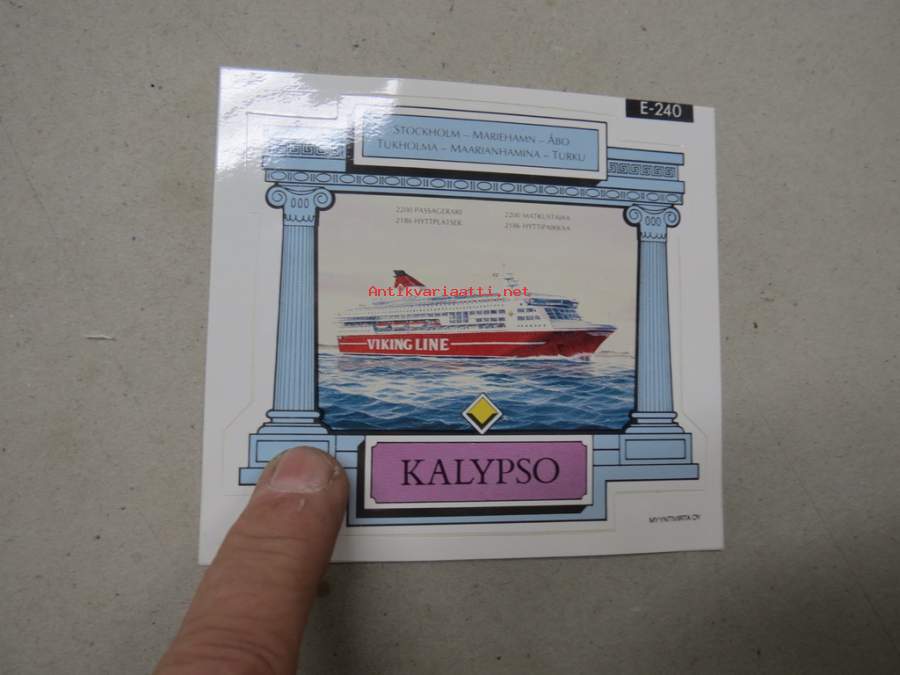 E-240
STOCKHOLM – MARIEHAMN – ÅBO
TUKHOLMA – MAARIANHAMINA – TURKU
2200 PASSAGERARE
2186 HYTTPLATSER
2200 MATKUSTAJAA
2186 HYTTIPAIKKAA
Antikvariaatti.net
VIKING LINE
KALYPSO
MYYNTIVIRTA OY